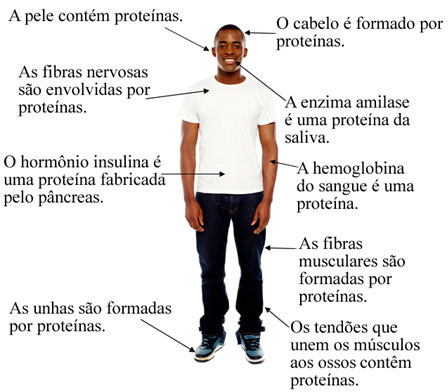 A pele contém proteínas.
O cabelo é formado por
proteínas.
As fibras nervosas
são envolvidas por
proteínas.
A enzima amilase
é uma proteína da
saliva.
O hormônio insulina é
uma proteína fabricada
pelo pâncreas.
A hemoglobina
do sangue é uma
proteína.
As fibras
musculares são
formadas por
proteínas.
As unhas são formadas
por proteínas.
Os tendões que
unem os músculos
aos ossos contêm
proteínas.